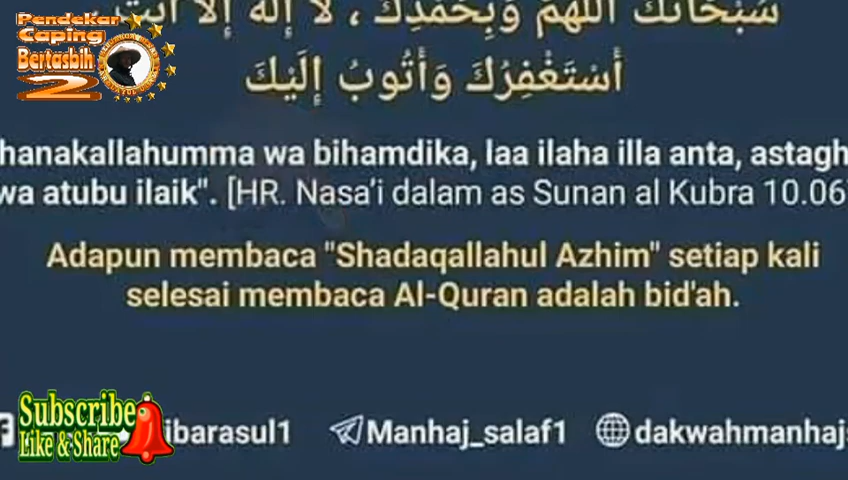 Pendekar
Caping
Bertasbih
2
سُبْحَانَكَ اللَّهُمَّ وَبِحَمْدِكَ ، لَا إِلَهَ إِلَّا أَنْتَ
أَسْتَغْفِرُكَ وَأَتُوبُ إِلَيْكَ
hanakallahumma wa bihamdika, laa ilaha illa anta, astagh
wa atubu ilaik". [HR. Nasa'i dalam as Sunan al Kubra 10.06
Adapun membaca "Shadaqallahul Azhim" setiap kali
selesai membaca Al-Quran adalah bid'ah.
Subscribe
Like & Share
ibarasul1 Manhaj_salaf1 dakwahmanhajs